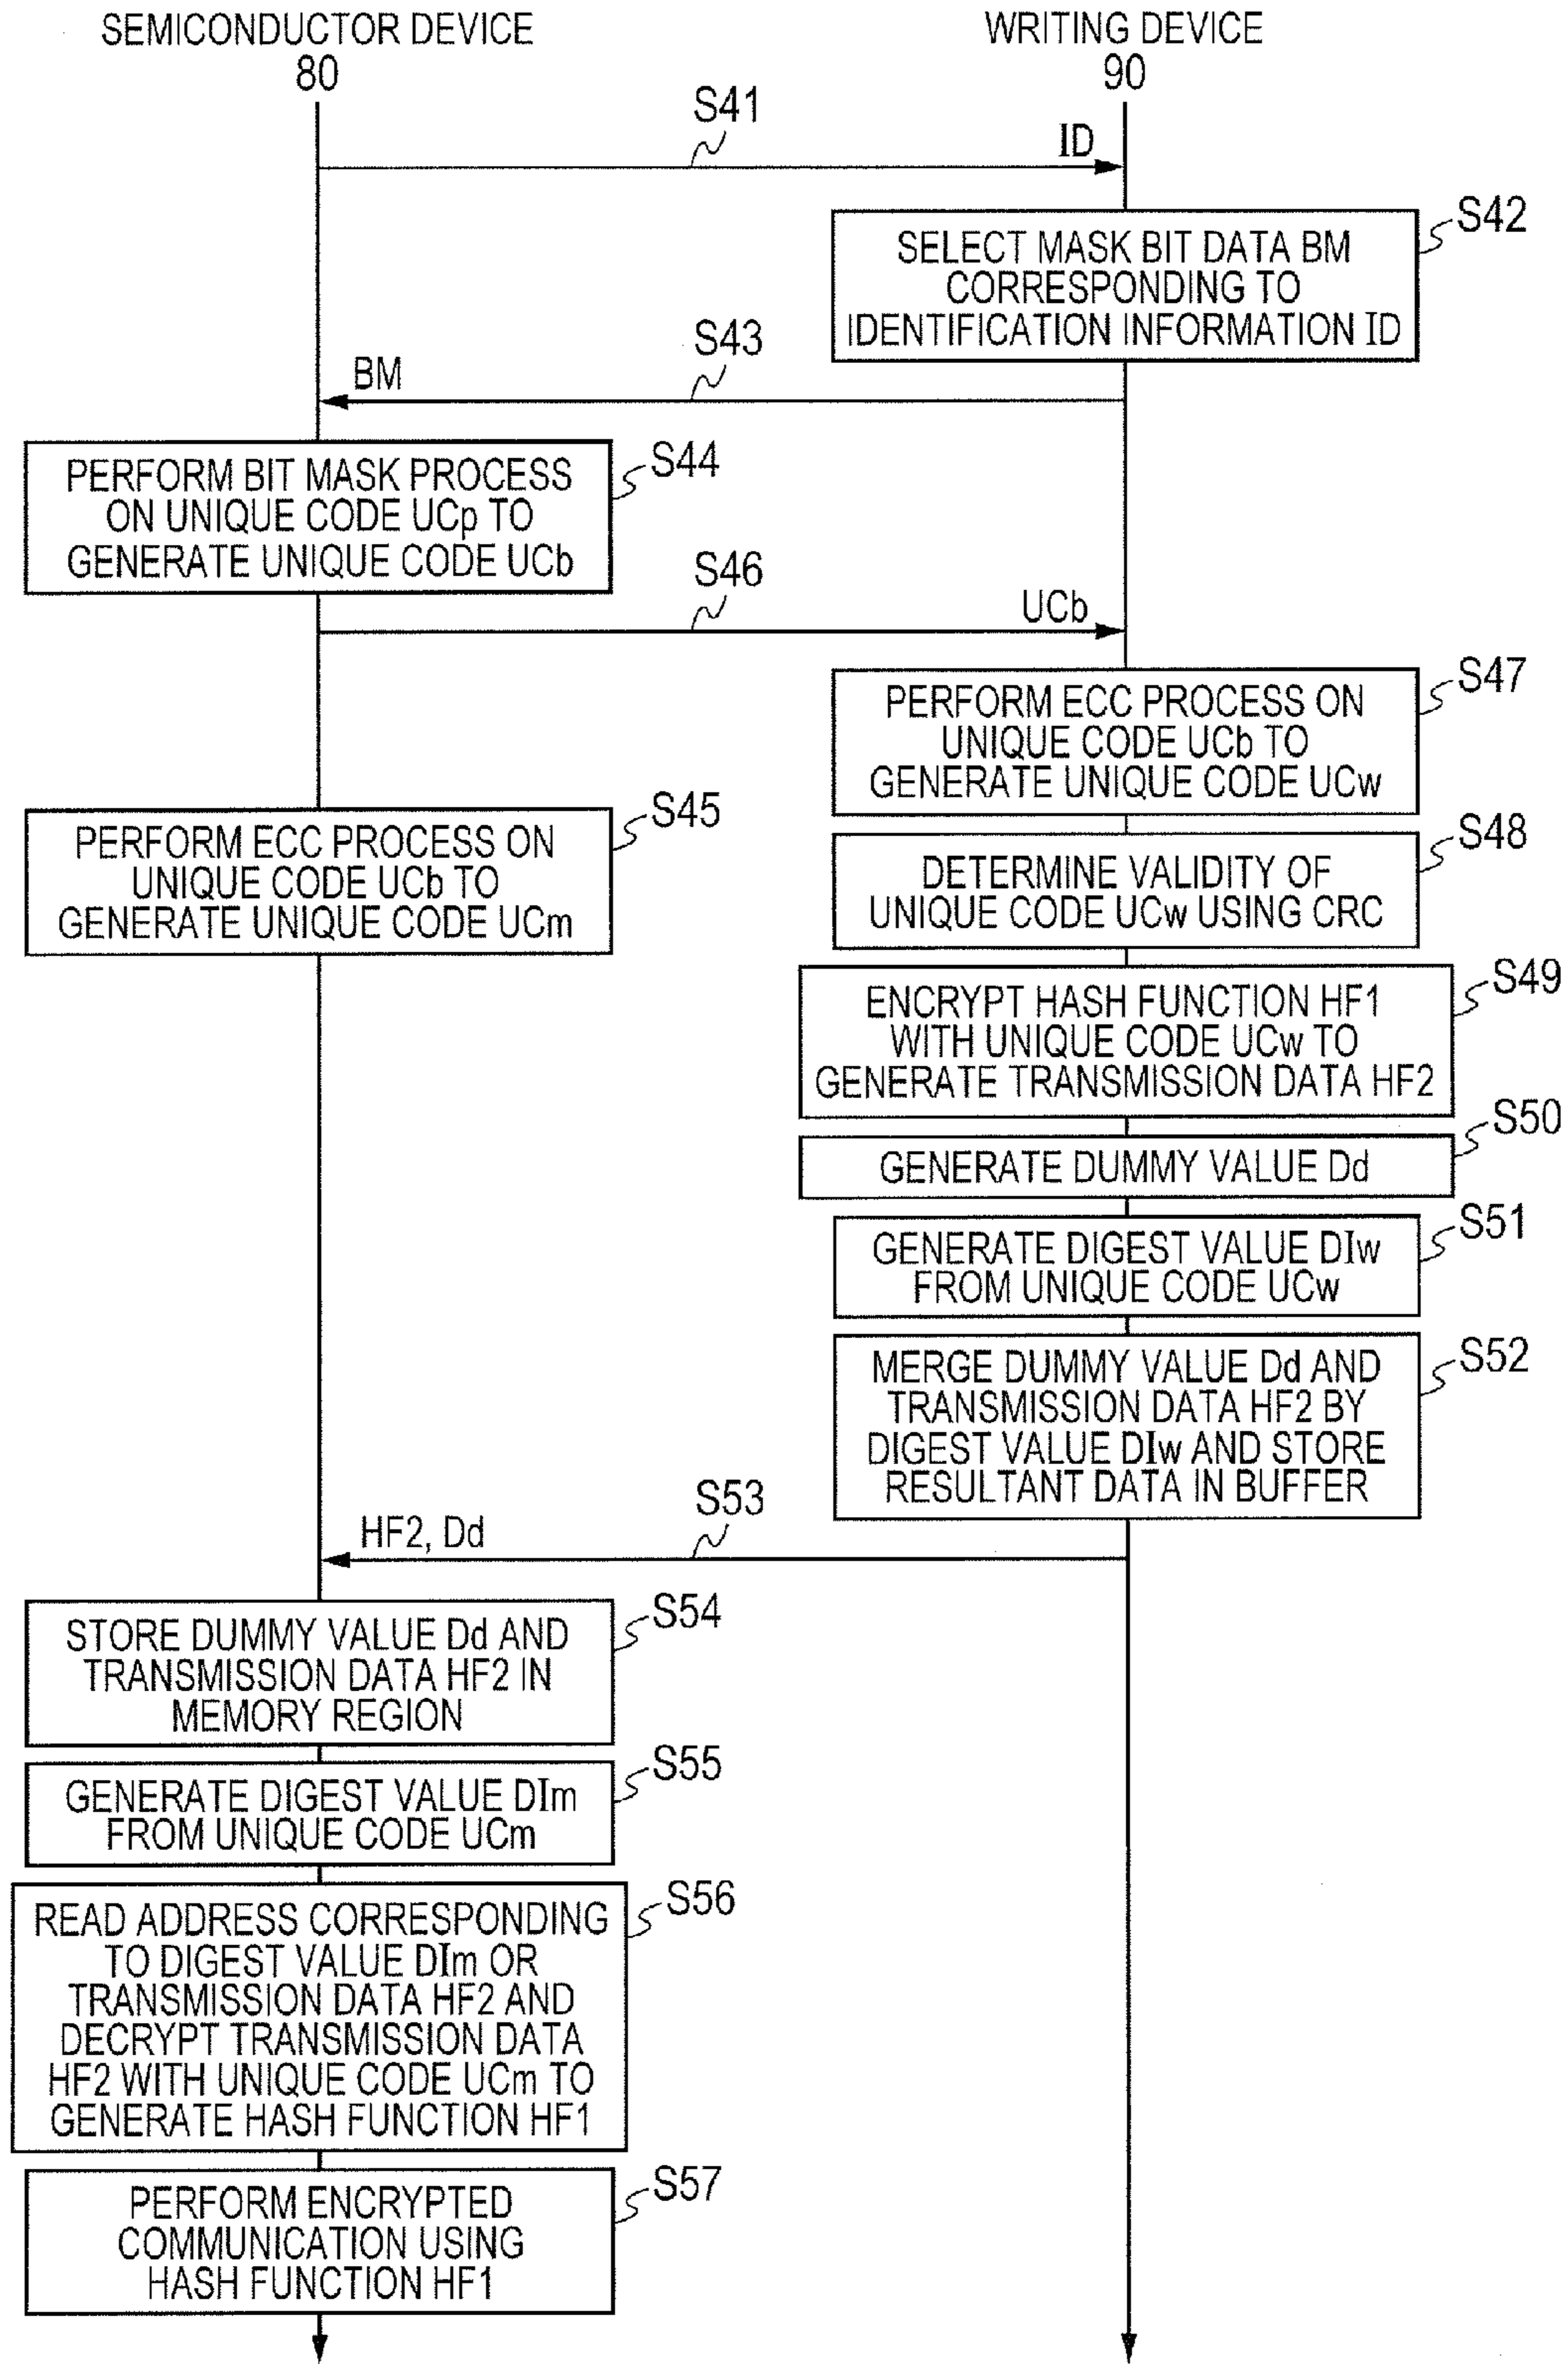 SEMICONDUCTOR DEVICE
80
WRITING DEVICE
90
S41
ID
S42
SELECT MASK BIT DATA BM
CORRESPONDING TO
IDENTIFICATION INFORMATION ID
S43
BM
S44
PERFORM BIT MASK PROCESS
ON UNIQUE CODE UCp TO
GENERATE UNIQUE CODE UCb
S46
UCb
S47
PERFORM ECC PROCESS ON
UNIQUE CODE UCb TO
GENERATE UNIQUE CODE UCw
S45
PERFORM ECC PROCESS ON
UNIQUE CODE UCb TO
GENERATE UNIQUE CODE UCm
S48
DETERMINE VALIDITY OF
UNIQUE CODE UCw USING CRC
S49
ENCRYPT HASH FUNCTION HF1
WITH UNIQUE CODE UCw TO
GENERATE TRANSMISSION DATA HF2
S50
GENERATE DUMMY VALUE Dd
S51
GENERATE DIGEST VALUE DIw
FROM UNIQUE CODE UCw
S52
MERGE DUMMY VALUE Dd AND
TRANSMISSION DATA HF2 BY
DIGEST VALUE DIw AND STORE
RESULTANT DATA IN BUFFER
S53
HF2, Dd
S54
STORE DUMMY VALUE Dd AND
TRANSMISSION DATA HF2 IN
MEMORY REGION
S55
GENERATE DIGEST VALUE DIm
FROM UNIQUE CODE UCm
S56
READ ADDRESS CORRESPONDING
TO DIGEST VALUE DIm OR
TRANSMISSION DATA HF2 AND
DECRYPT TRANSMISSION DATA
HF2 WITH UNIQUE CODE UCm TO
GENERATE HASH FUNCTION HF1
S57
PERFORM ENCRYPTED
COMMUNICATION USING
HASH FUNCTION HF1